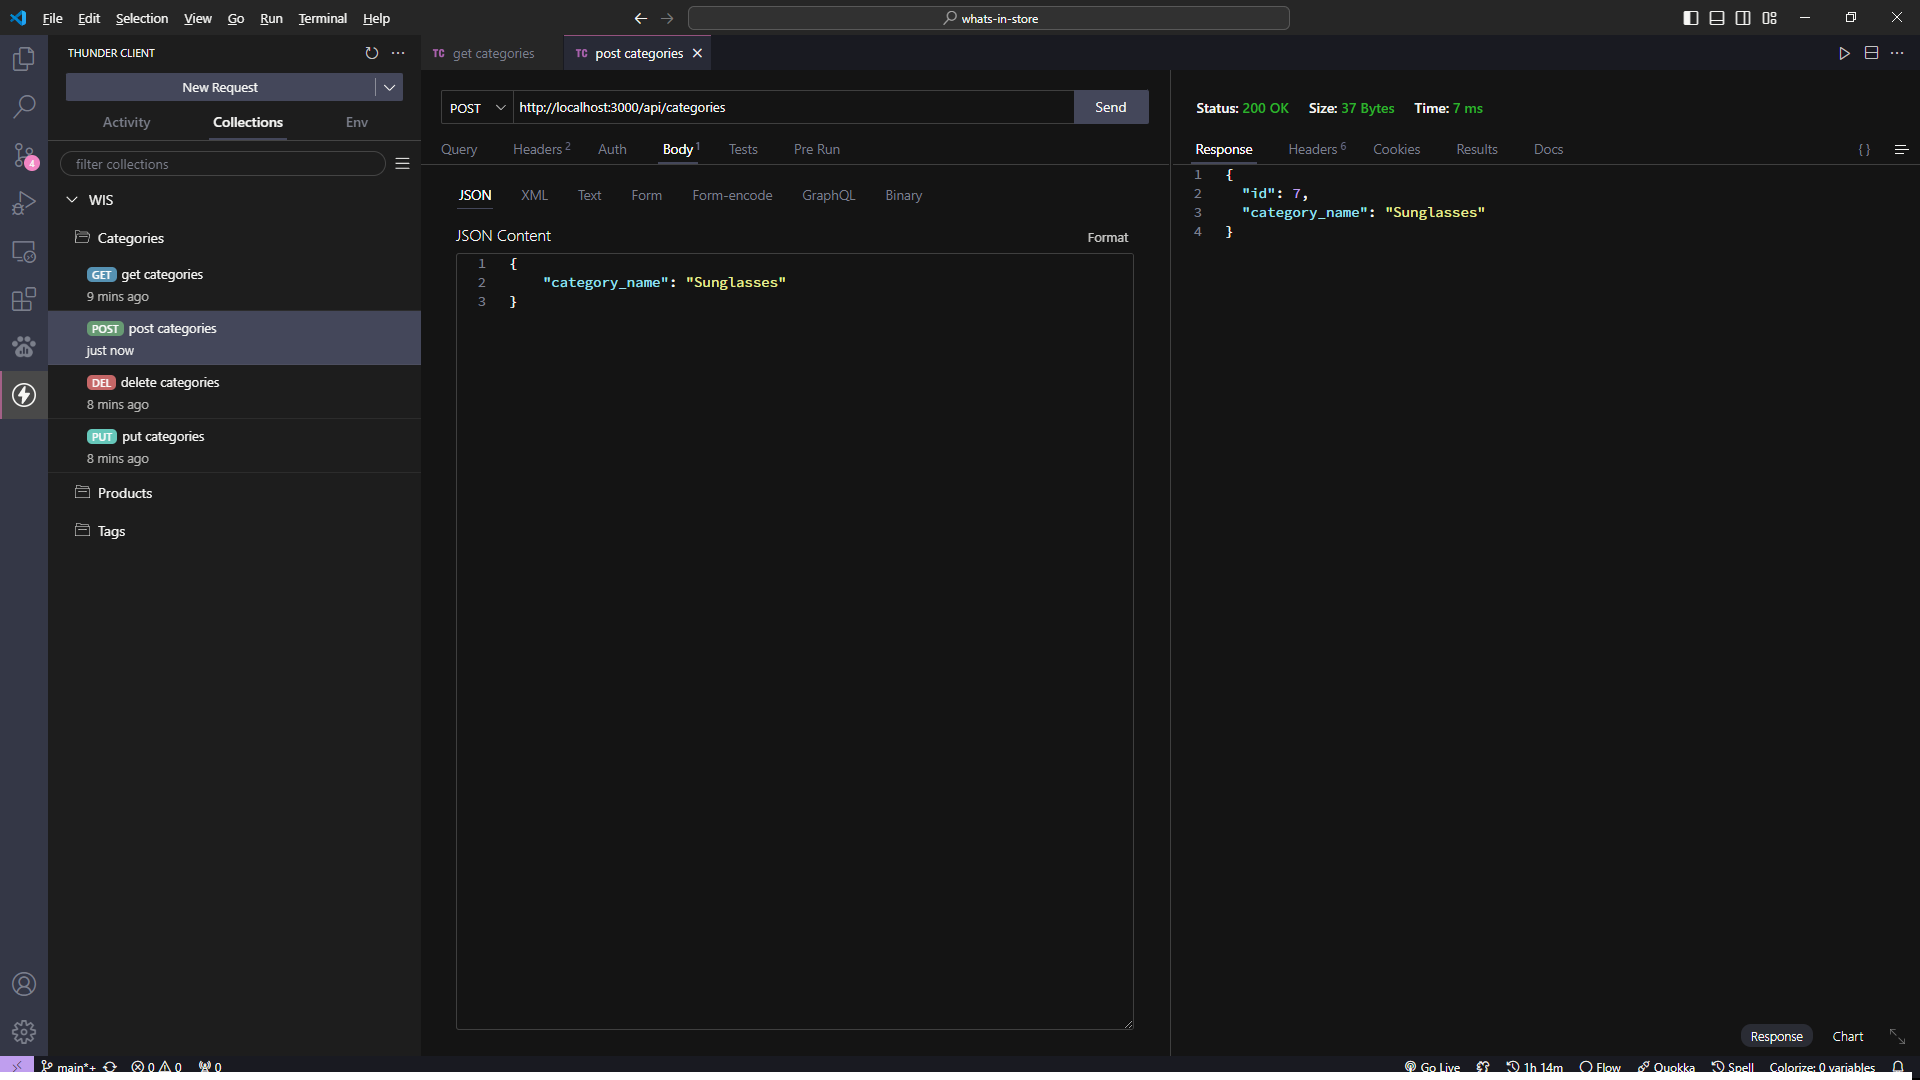 File Edit Selection View Go Run Terminal Help
whats-in-store
THUNDER CLIENT
New Request
Activity Collections Env
filter collections
WIS
Categories
GET get categories
9 mins ago
POST post categories
just now
DEL delete categories
8 mins ago
PUT put categories
8 mins ago
Products
Tags
4
TC get categories
TC post categories
POST http://localhost:3000/api/categories Send
Query Headers 2 Auth Body 1 Tests Pre Run
JSON XML Text Form Form-encode GraphQL Binary
JSON Content Format
1 {
2 "category_name": "Sunglasses"
3 }
Status: 200 OK Size: 37 Bytes Time: 7 ms
Response Headers 6 Cookies Results Docs { }
1 {
2 "id": 7,
3 "category_name": "Sunglasses"
4 }
Response Chart
main*+ 0 0 0 Go Live 1h 14m Flow Quokka Spell Colorize: 0 variables